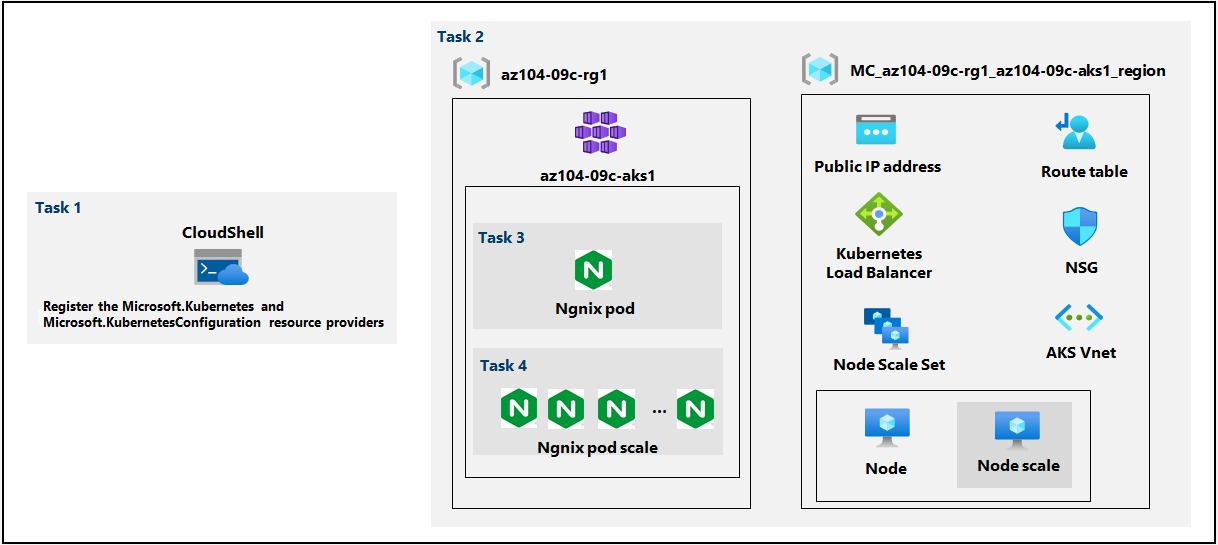 Task 1
CloudShell
Register the Microsoft.Kubernetes and
Microsoft.KubernetesConfiguration resource providers
Task 2
az104-09c-rg1
az104-09c-aks1
Task 3
Ngnix pod
Task 4
...
Ngnix pod scale
MC_az104-09c-rg1_az104-09c-aks1_region
Public IP address
Route table
Kubernetes
Load Balancer
NSG
Node Scale Set
AKS Vnet
Node
Node scale